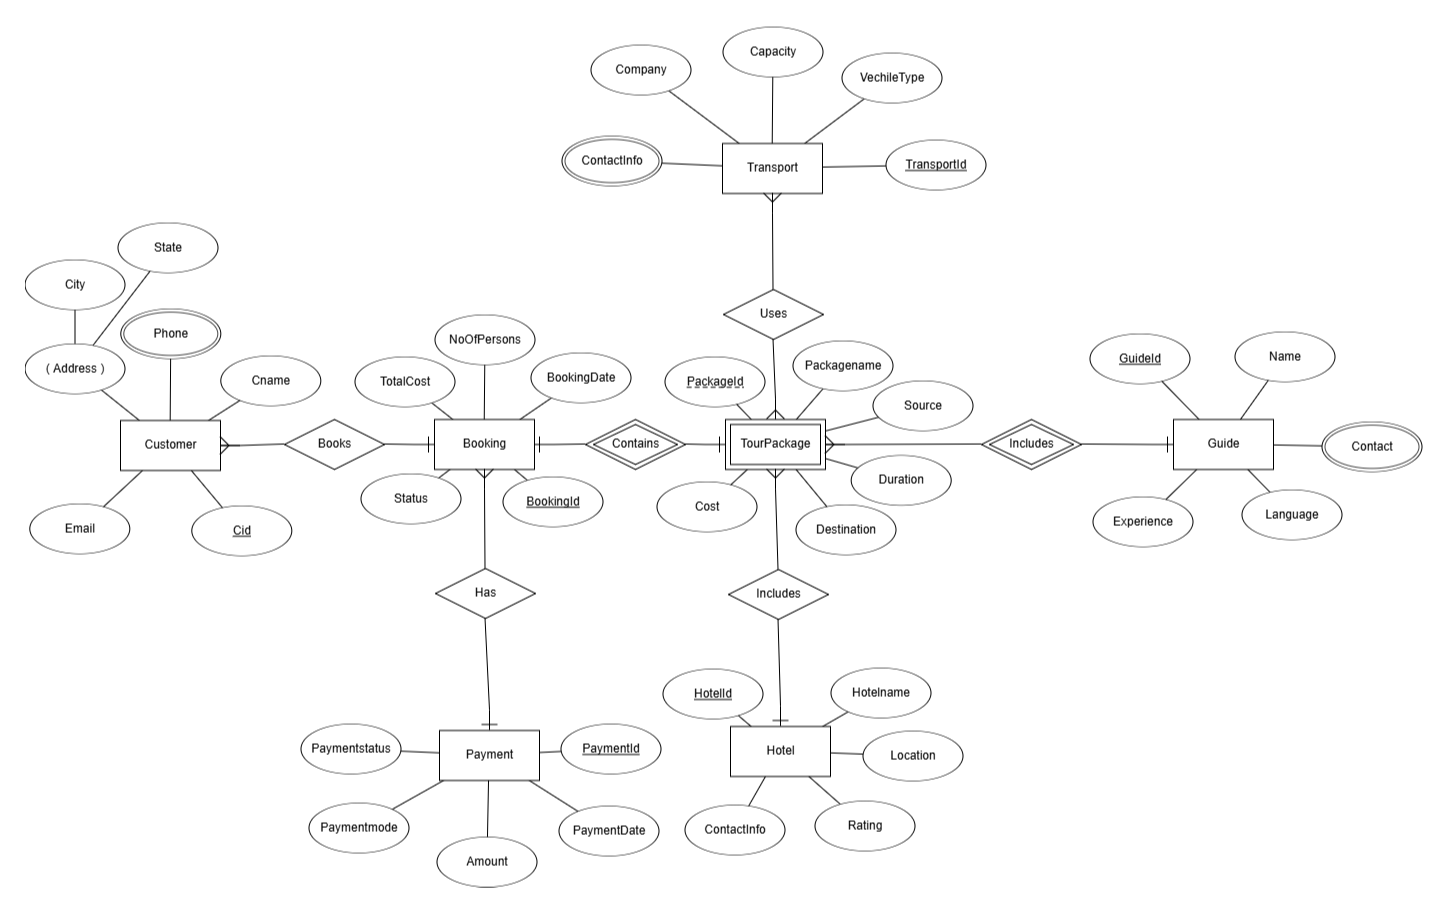 Capacity
Company
VechileType
ContactInfo
Transport
TransportId
State
City
Uses
Phone
NoOfPersons
( Address )
Cname
TotalCost
BookingDate
PackageId
Packagename
Source
GuideId
Name
Customer
Books
Booking
Contains
TourPackage
Includes
Guide
Contact
Email
Cid
Status
BookingId
Cost
Duration
Destination
Experience
Language
Has
Includes
HotelId
Hotelname
Paymentstatus
Payment
PaymentId
Hotel
Location
Paymentmode
PaymentDate
ContactInfo
Rating
Amount